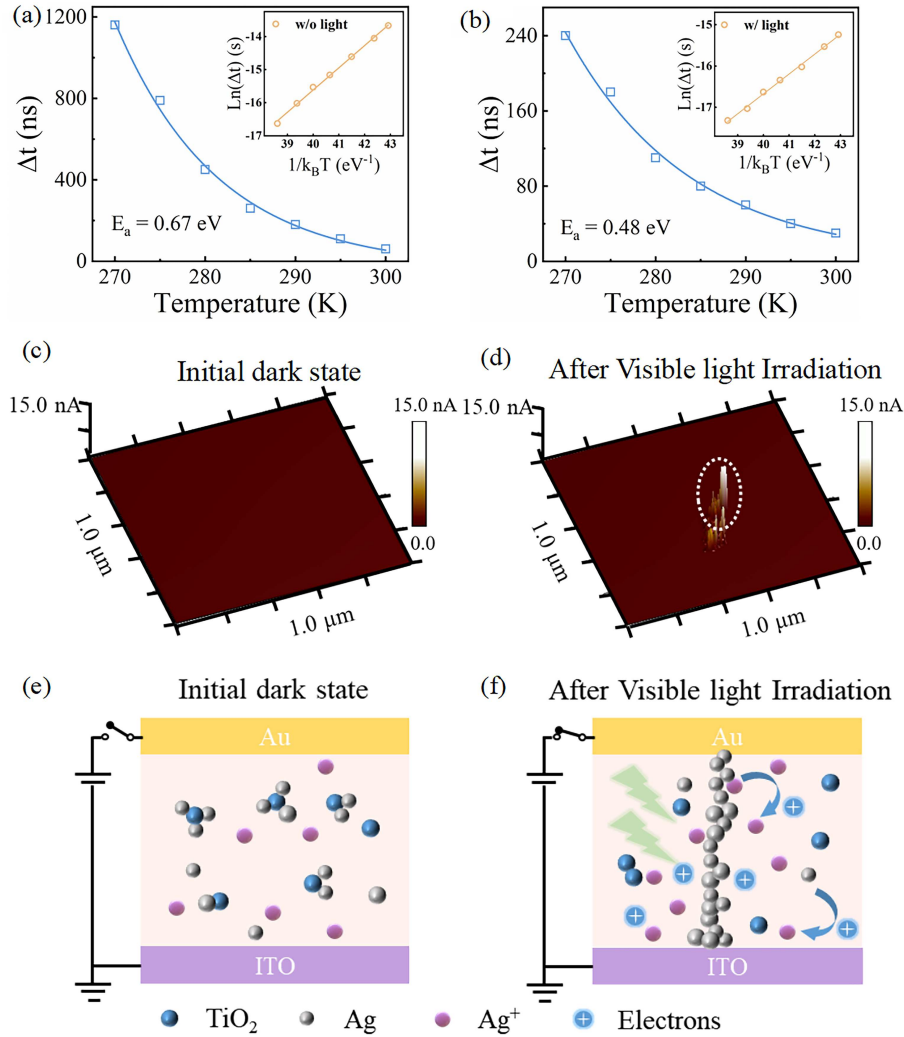 (a)
1200
800
400
0
Δt (ns)
270
280
290
300
Temperature (K)
Eₐ = 0.67 eV
w/o light
-14
-15
-16
-17
Ln(Δt) (s)
39
40
41
42
43
1/k_BT (eV⁻¹)
(b)
240
160
80
0
Δt (ns)
270
280
290
300
Temperature (K)
Eₐ = 0.48 eV
w/ light
-15
-16
-17
Ln(Δt) (s)
39
40
41
42
43
1/k_BT (eV⁻¹)
(c)
Initial dark state
15.0 nA
15.0 nA
0.0
1.0 μm
1.0 μm
(d)
After Visible light Irradiation
15.0 nA
15.0 nA
0.0
1.0 μm
1.0 μm
(e)
Initial dark state
Au
ITO
(f)
After Visible light Irradiation
Au
ITO
TiO₂ Ag Ag⁺ Electrons